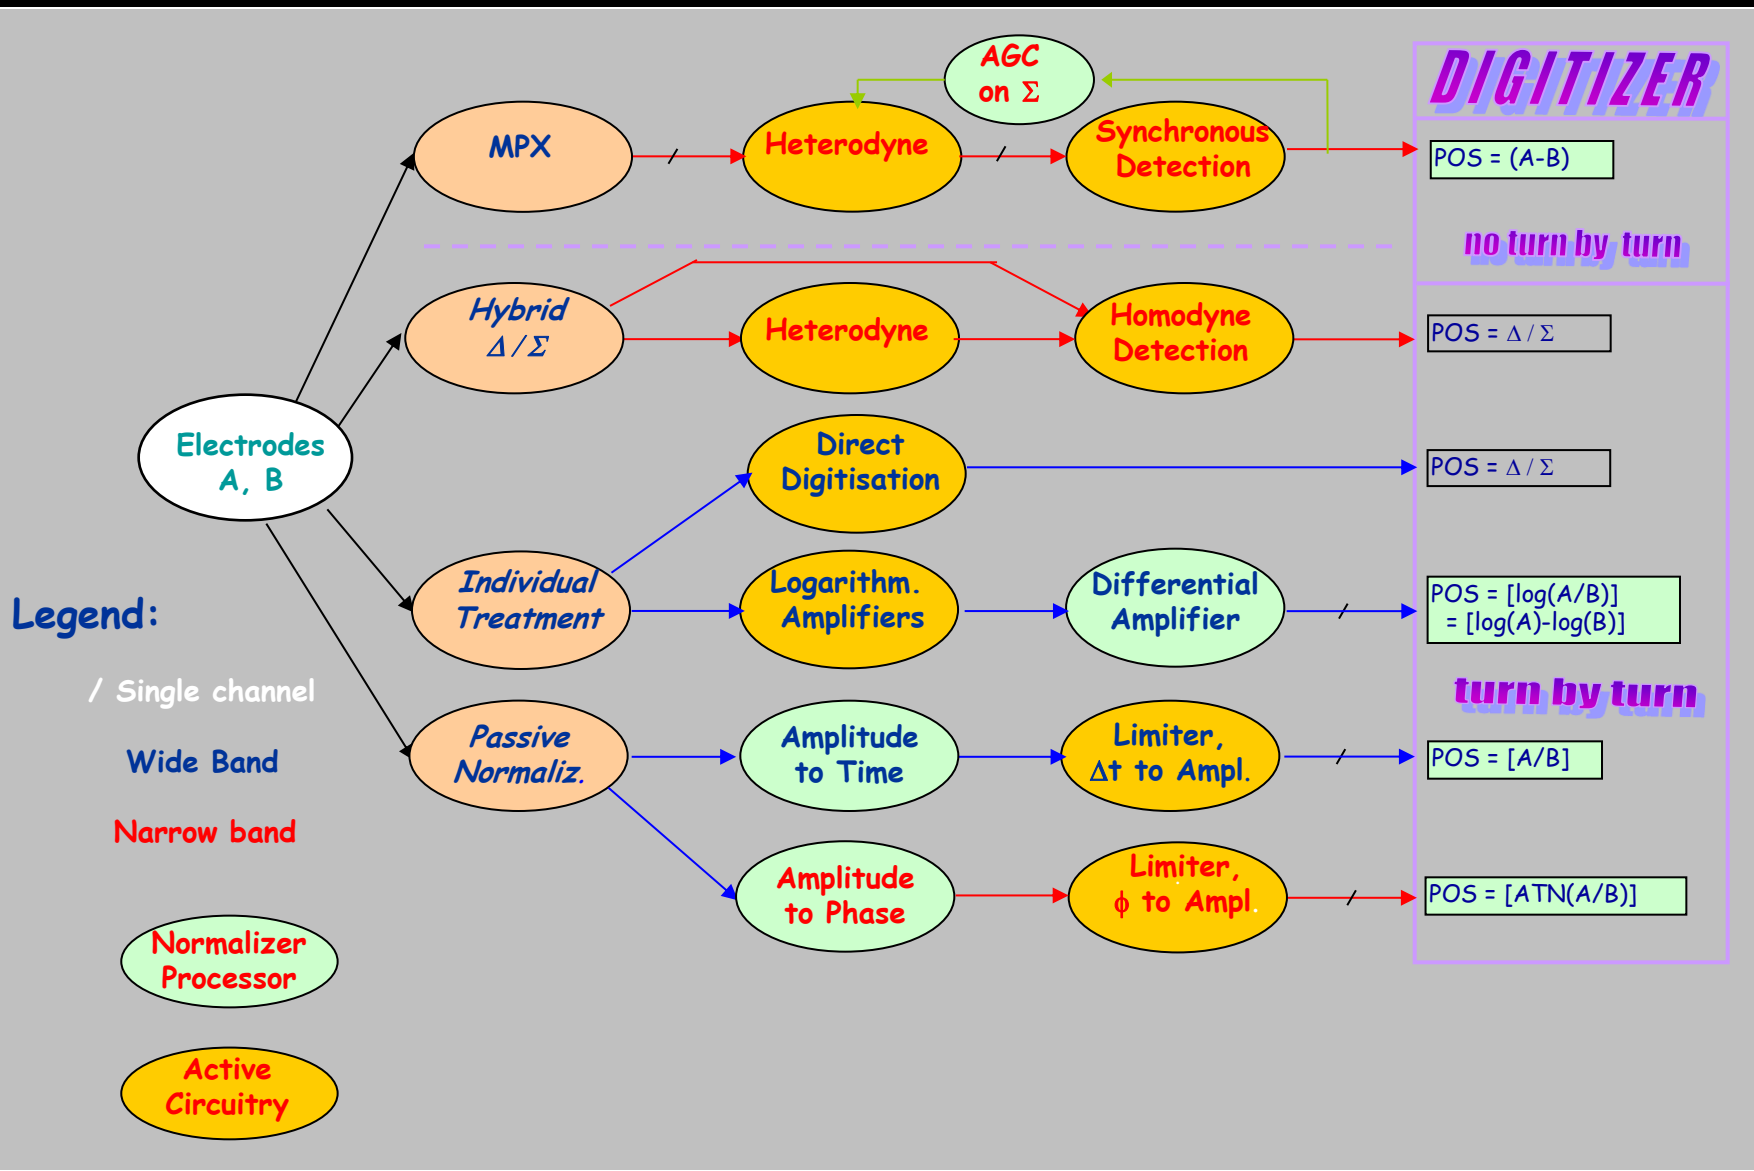 AGC
on Σ
DIGITIZER
MPX
Heterodyne
Synchronous
Detection
POS = (A-B)
no turn by turn
Hybrid
Δ / Σ
Heterodyne
Homodyne
Detection
POS = Δ / Σ
Electrodes
A, B
Direct
Digitisation
POS = Δ / Σ
Individual
Treatment
Logarithm.
Amplifiers
Differential
Amplifier
POS = [log(A/B)]
= [log(A)-log(B)]
turn by turn
Passive
Normaliz.
Amplitude
to Time
Limiter,
Δt to Ampl.
POS = [A/B]
Amplitude
to Phase
Limiter,
ϕ to Ampl.
POS = [ATN(A/B)]
Legend:
/ Single channel
Wide Band
Narrow band
Normalizer
Processor
Active
Circuitry